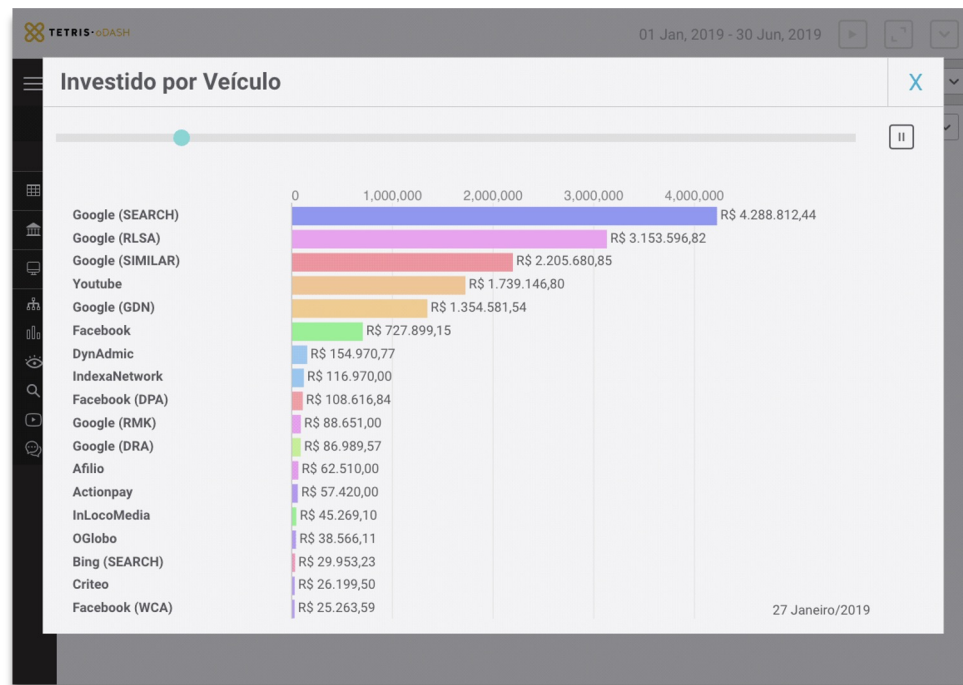 TETRIS·oDASH
01 Jan, 2019 - 30 Jun, 2019
Investido por Veículo
X
0 1,000,000 2,000,000 3,000,000 4,000,000
Google (SEARCH) R$ 4.288.812,44
Google (RLSA) R$ 3.153.596,82
Google (SIMILAR) R$ 2.205.680,85
Youtube R$ 1.739.146,80
Google (GDN) R$ 1.354.581,54
Facebook R$ 727.899,15
DynAdmic R$ 154.970,77
IndexaNetwork R$ 116.970,00
Facebook (DPA) R$ 108.616,84
Google (RMK) R$ 88.651,00
Google (DRA) R$ 86.989,57
Afilio R$ 62.510,00
Actionpay R$ 57.420,00
InLocoMedia R$ 45.269,10
OGlobo R$ 38.566,11
Bing (SEARCH) R$ 29.953,23
Criteo R$ 26.199,50
Facebook (WCA) R$ 25.263,59
27 Janeiro/2019